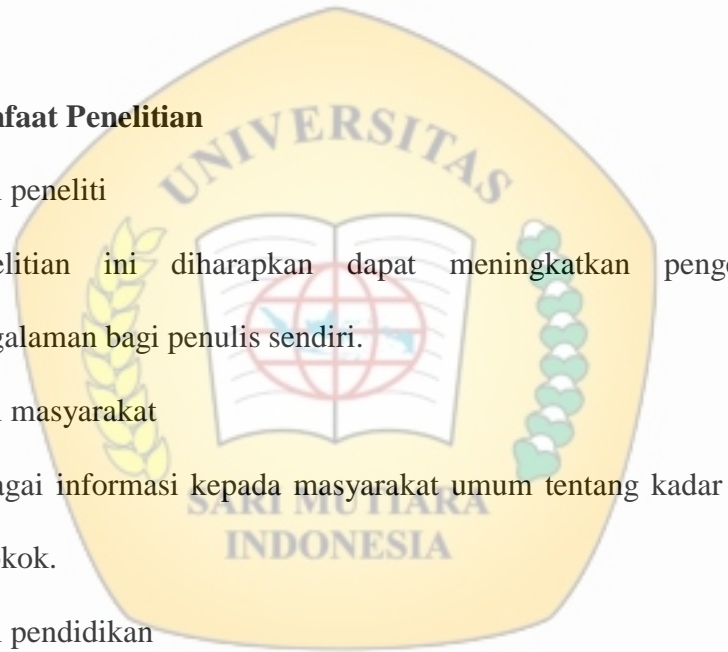 UNIVERSITAS
nfaat Penelitian
peneliti
elitian ini diharapkan dapat meningkatkan penge
galaman bagi penulis sendiri.
masyarakat
agai informasi kepada masyarakat umum tentang kadar
SARI MUTIARA
kok.
INDONESIA
pendidikan